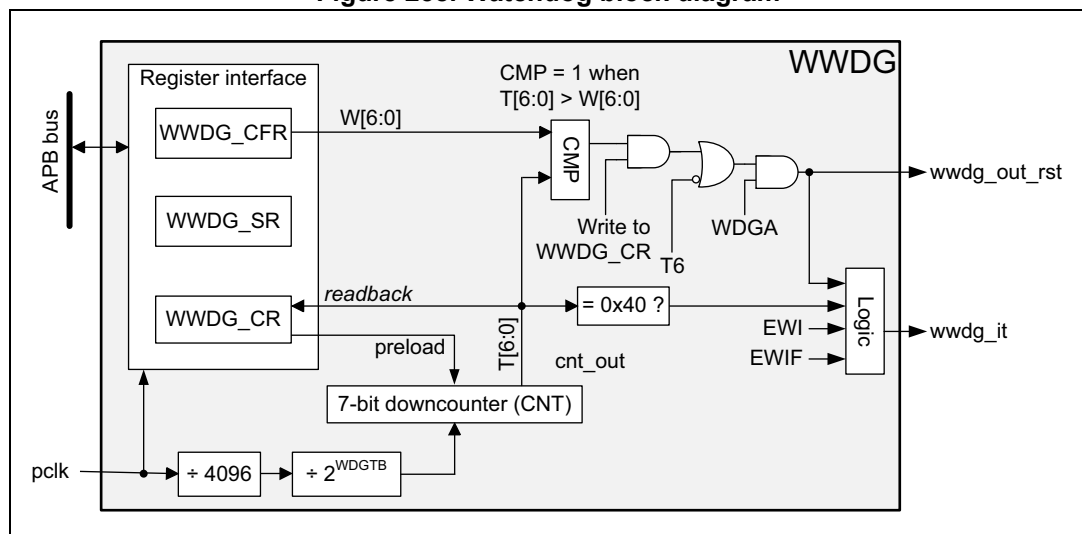 Watchdog block diagram
WWDG
Register interface
CMP = 1 when
T[6:0] > W[6:0]
APB bus
WWDG_CFR
W[6:0]
CMP
wwdg_out_rst
WWDG_SR
Write to
WWDG_CR
T6
WDGA
readback
= 0x40 ?
Logic
WWDG_CR
preload
T[6:0]
cnt_out
EWI
EWIF
wwdg_it
7-bit downcounter (CNT)
pclk
÷ 4096
÷ 2WDGTB